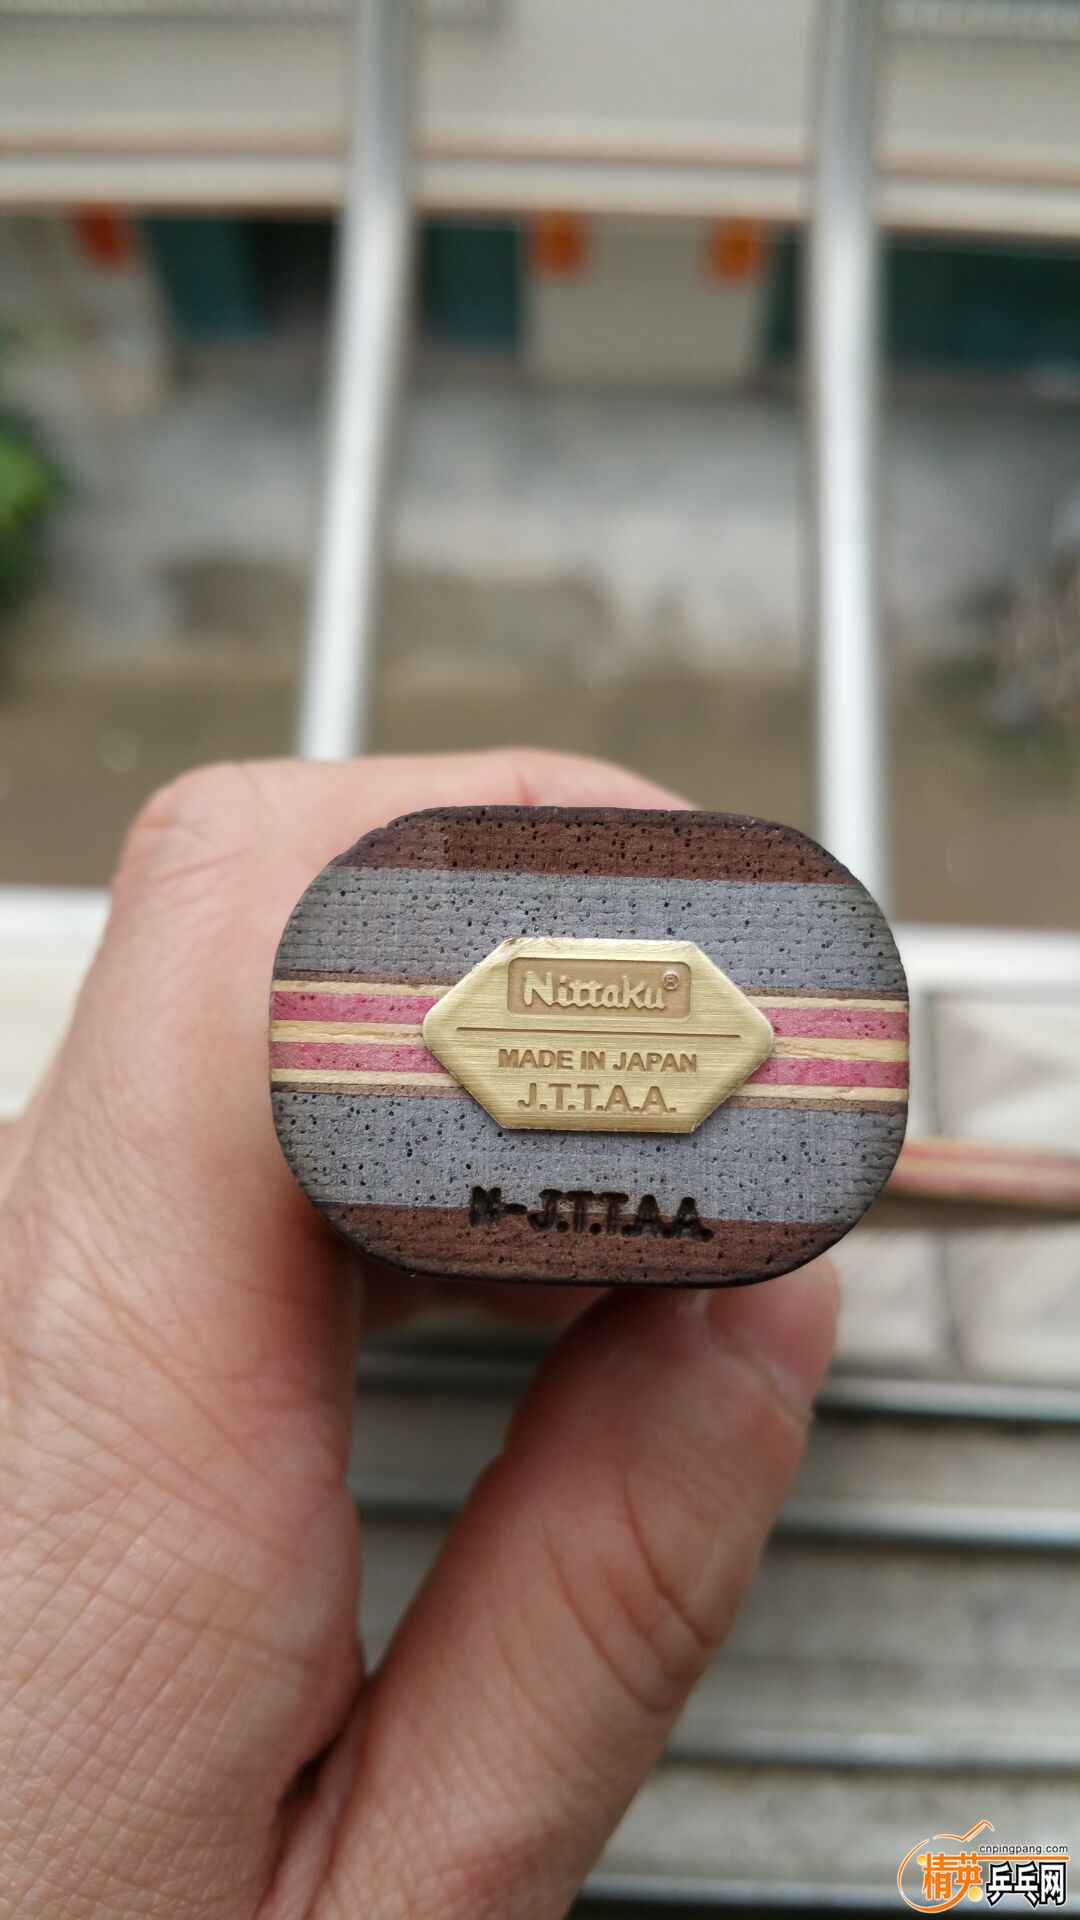 Nittaku®
MADE IN JAPAN
J.T.T.A.A.
N-J.T.T.A.A.
cnpingpang.com
精英乒乓网